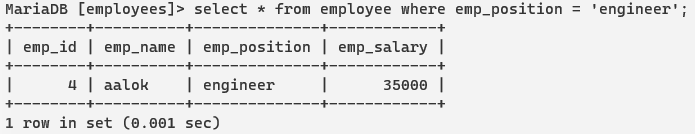 MariaDB [employees]> select * from employee where emp_position = 'engineer';
+--------+----------+--------------+------------+
| emp_id | emp_name | emp_position | emp_salary |
+--------+----------+--------------+------------+
|      4 | aalok    | engineer     |      35000 |
+--------+----------+--------------+------------+
1 row in set (0.001 sec)